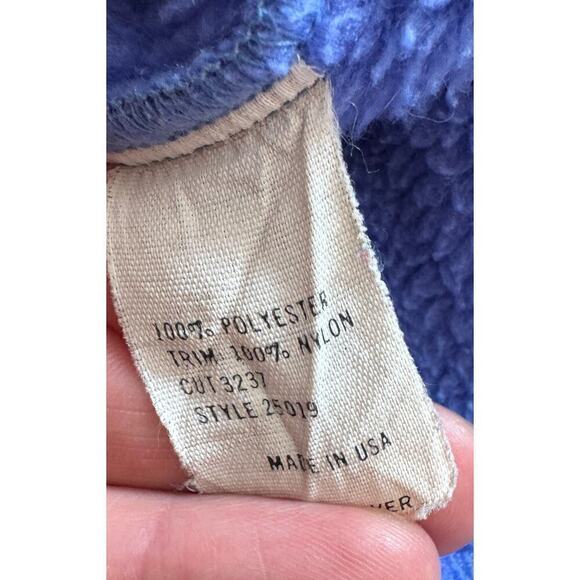 100% POLYESTER
TRIM 100% NYLON
CUT 3237
STYLE 25019
MADE IN USA